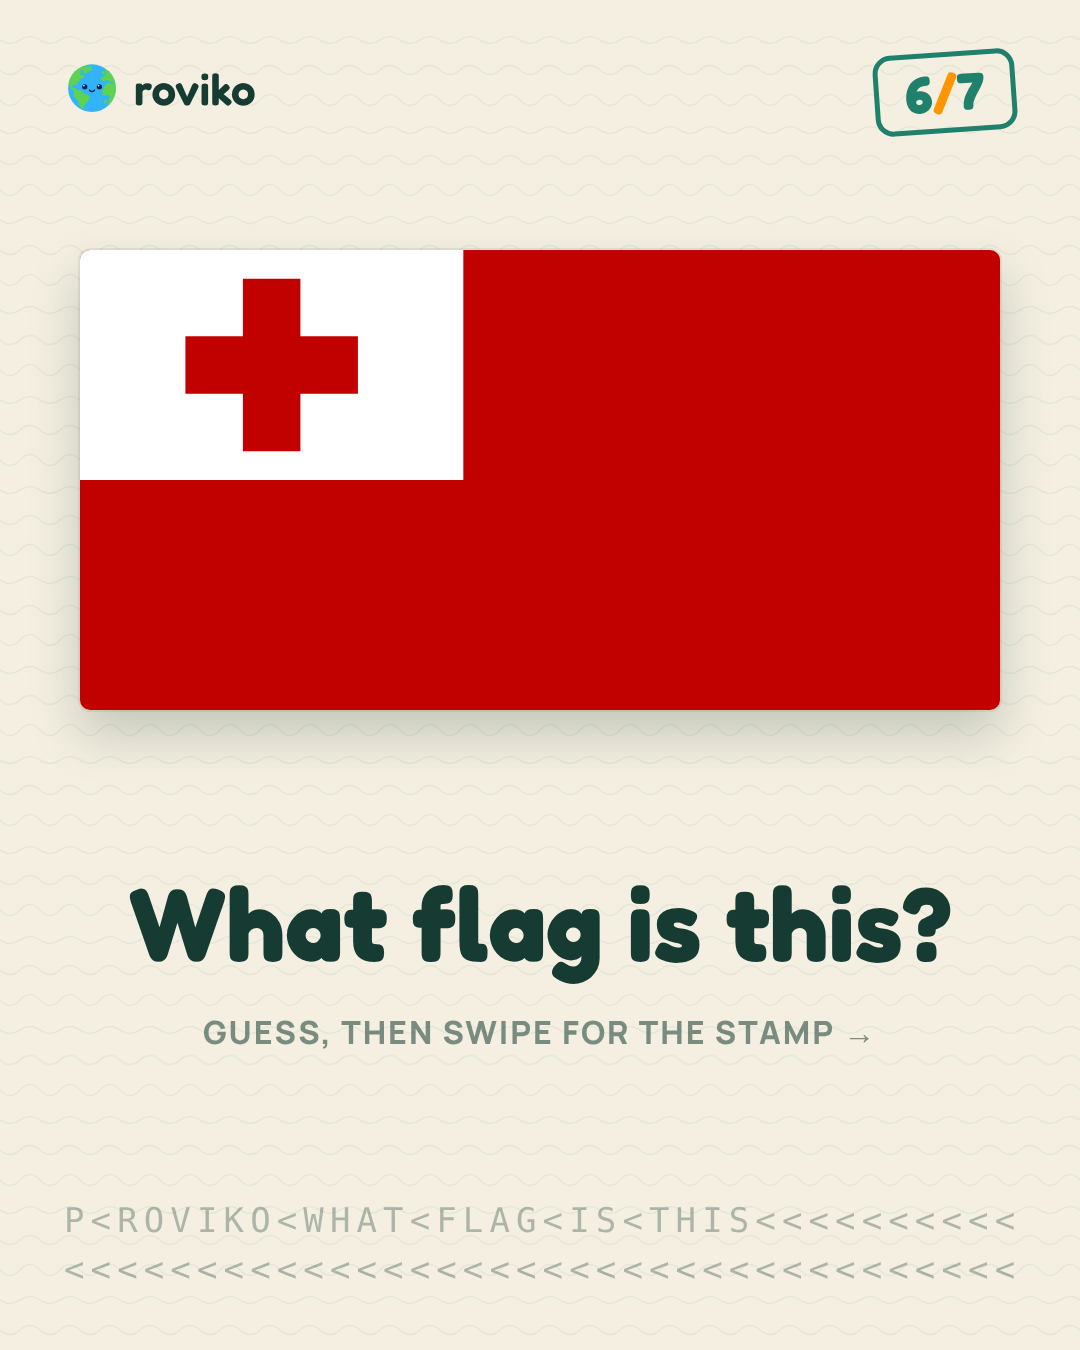 roviko
6/7
What flag is this?
GUESS, THEN SWIPE FOR THE STAMP →
P<ROVIKO<WHAT<FLAG<IS<THIS<<<<<<<<<<
<<<<<<<<<<<<<<<<<<<<<<<<<<<<<<<<<<<<